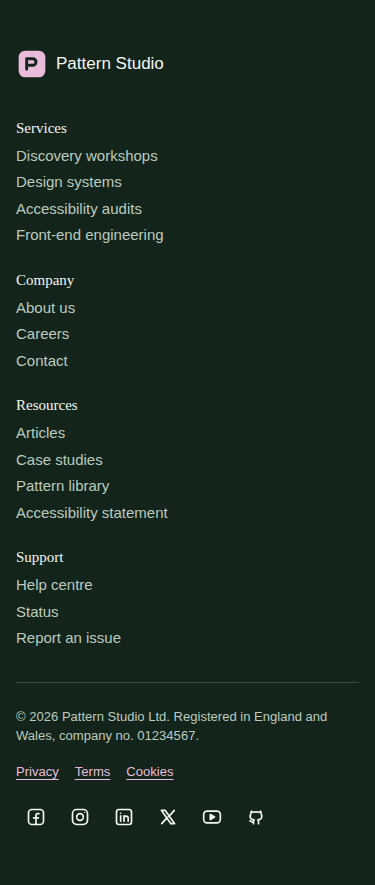 Pattern Studio
Services
Discovery workshops
Design systems
Accessibility audits
Front-end engineering
Company
About us
Careers
Contact
Resources
Articles
Case studies
Pattern library
Accessibility statement
Support
Help centre
Status
Report an issue
© 2026 Pattern Studio Ltd. Registered in England and
Wales, company no. 01234567.
Privacy Terms Cookies